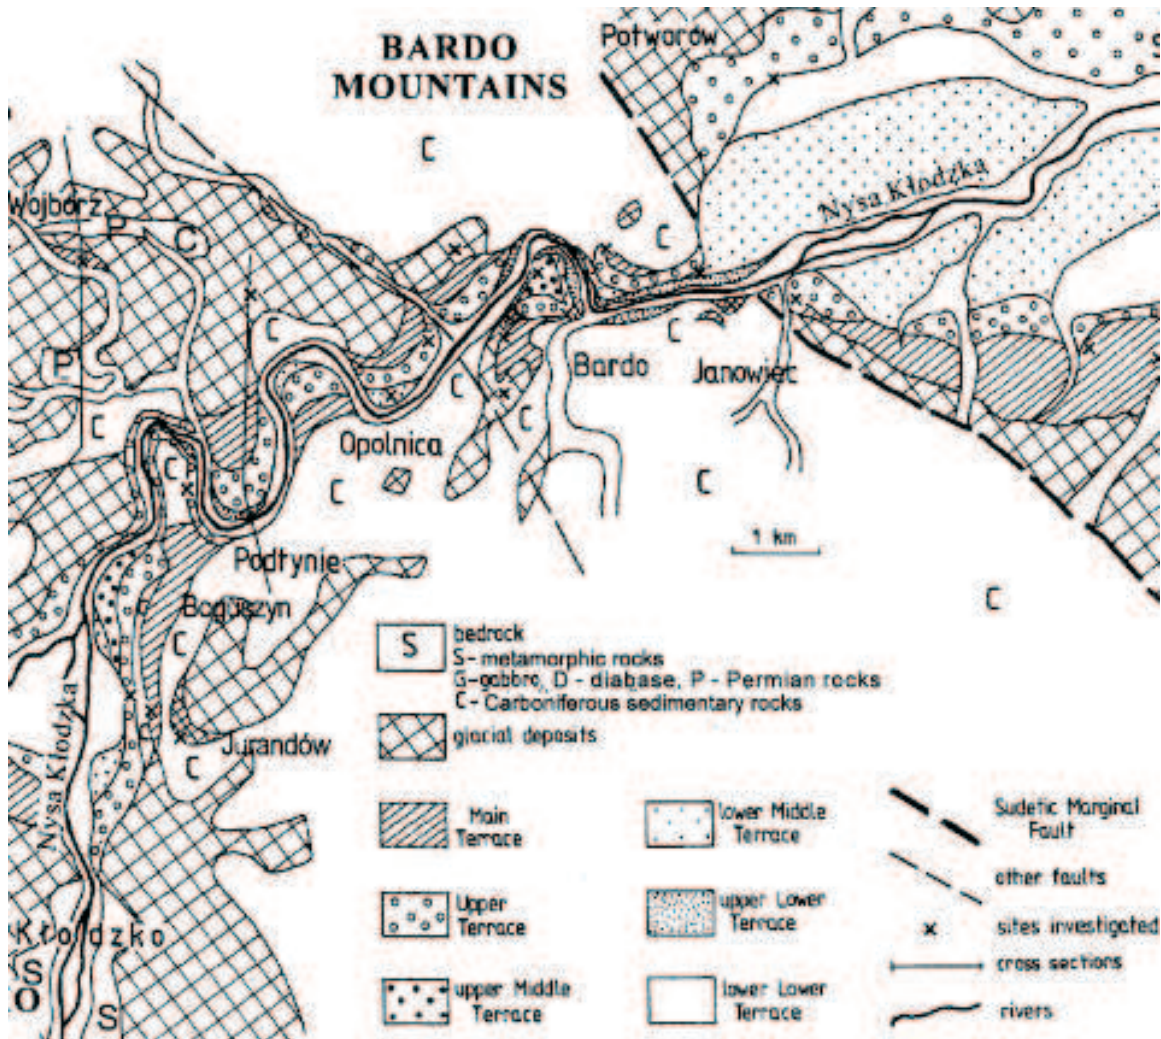 BARDO
MOUNTAINS
Potwarów
S
C
Nysa Kłodzka
Wojbórz
P
C
C
C
P
C
C
Bardo
C
Janowiec
C
Opolnica
C
C
C
1 km
Podtynie
C
Boguszyn
C
Jurandów
C
Nysa Kłodzka
Kłodzko
S
O
S
S
bedrock
S - metamorphic rocks
G - gabbro, D - diabase, P - Permian rocks
C - Carboniferous sedimentary rocks
glacial deposits
Main
Terrace
Upper
Terrace
upper Middle
Terrace
lower Middle
Terrace
upper Lower
Terrace
lower Lower
Terrace
Sudetic Marginal
Fault
other faults
sites investigated
cross sections
rivers